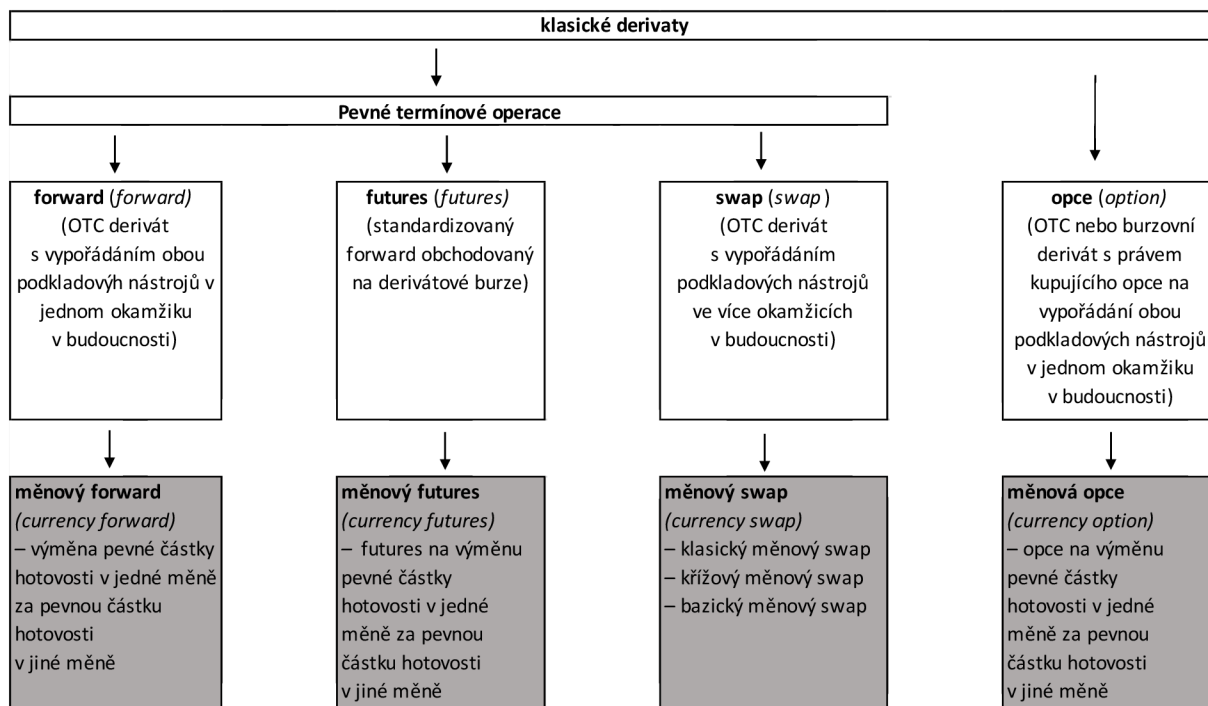 klasické derivaty
Pevné termínové operace
forward (forward)
(OTC derivát
s vypořádáním obou
podkladovýh nástrojů v
jednom okamžiku
v budoucnosti)
futures (futures)
(standardizovaný
forward obchodovaný
na derivátové burze)
swap (swap )
(OTC derivát
s vypořádáním
podkladových nástrojů
ve více okamžicích
v budoucnosti)
opce (option)
(OTC nebo burzovní
derivát s právem
kupujícího opce na
vypořádání obou
podkladových nástrojů
v jednom okamžiku
v budoucnosti)
měnový forward
(currency forward)
– výměna pevné částky
hotovosti v jedné měně
za pevnou částku
hotovosti
v jiné měně
měnový futures
(currency futures)
– futures na výměnu
pevné částky
hotovosti v jedné
měně za pevnou
částku hotovosti
v jiné měně
měnový swap
(currency swap)
– klasický měnový swap
– křížový měnový swap
– bazický měnový swap
měnová opce
(currency option)
– opce na výměnu
pevné částky
hotovosti v jedné
měně za pevnou
částku hotovosti
v jiné měně